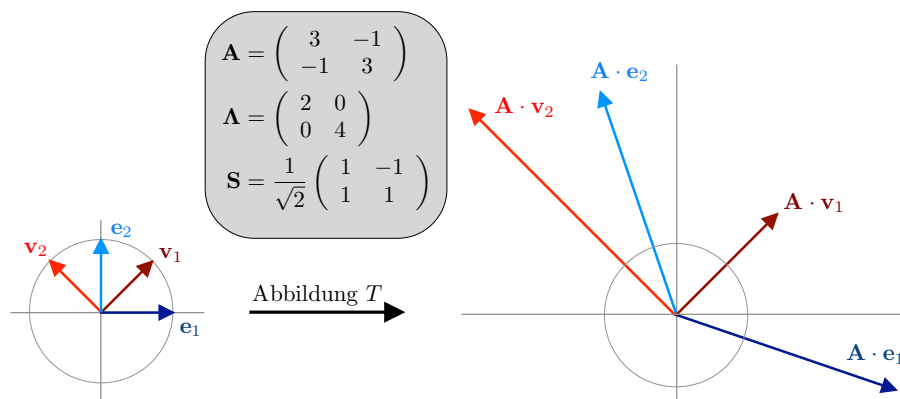 A = ( 3 −1
−1 3 )
Λ = ( 2 0
0 4 )
S = 1/√2 ( 1 −1
1 1 )
v₂
e₂
v₁
e₁
Abbildung T
A · e₂
A · v₂
A · v₁
A · e₁